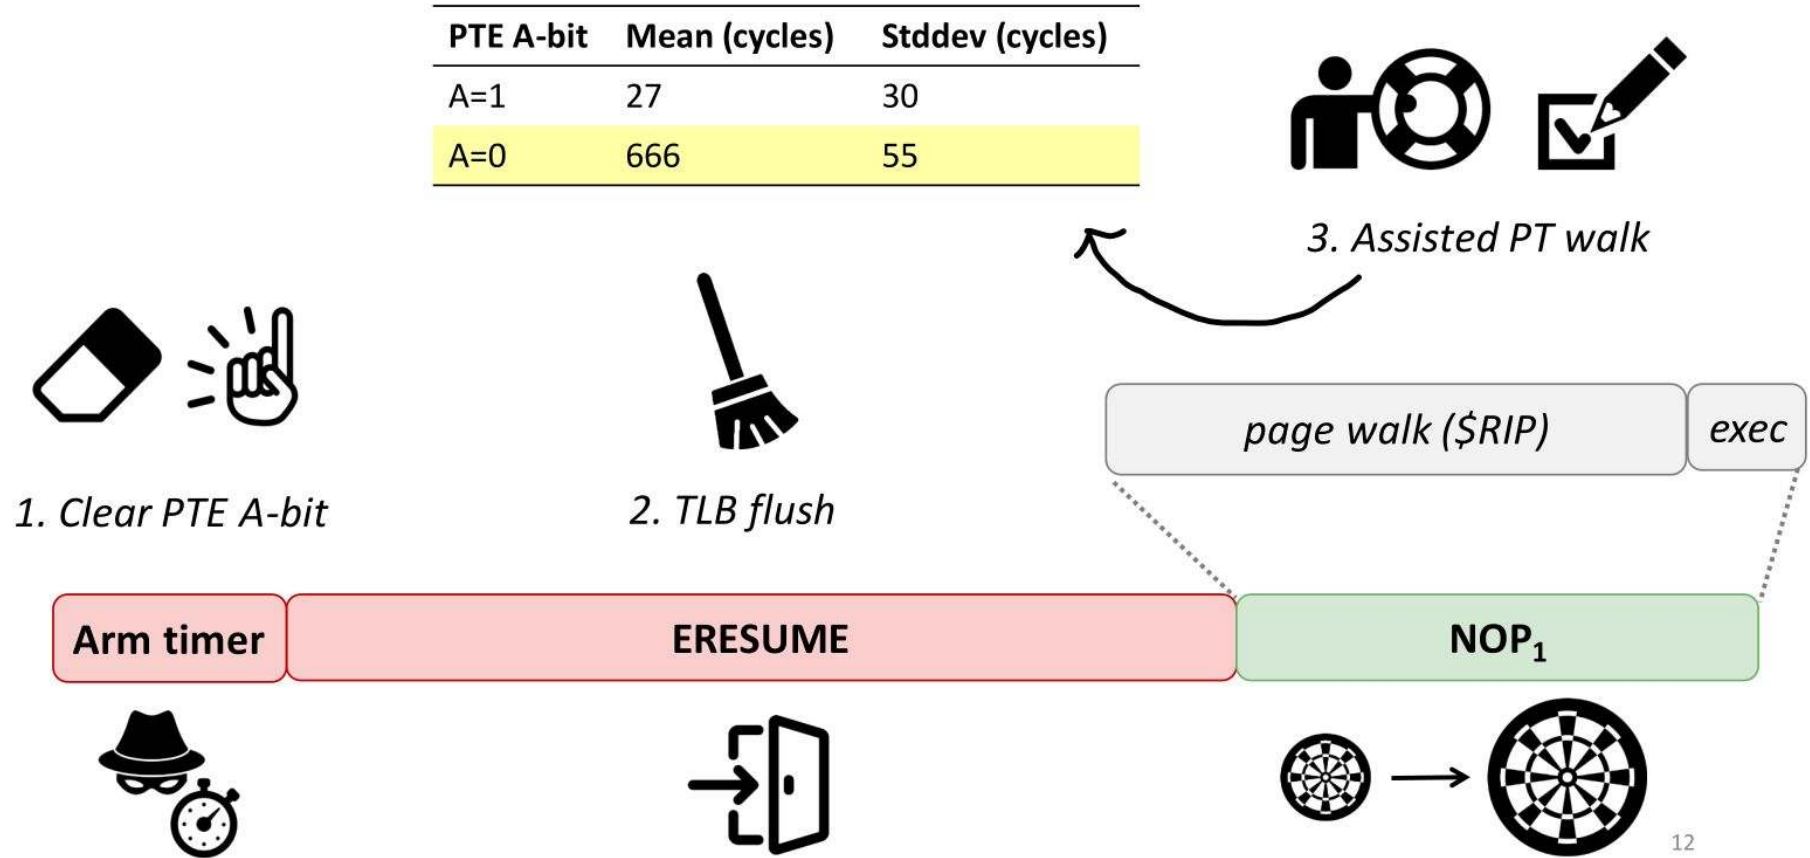 PTE A-bit Mean (cycles) Stddev (cycles)
A=1 27 30
A=0 666 55
3. Assisted PT walk
page walk ($RIP) exec
1. Clear PTE A-bit
2. TLB flush
Arm timer ERESUME NOP₁
12